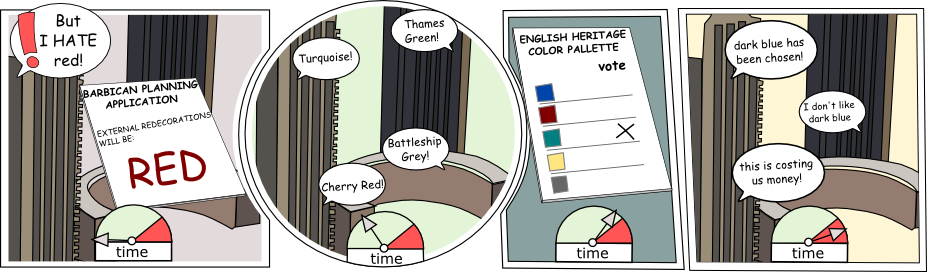 But
I HATE
red!
BARBICAN PLANNING
APPLICATION
EXTERNAL REDECORATIONS
WILL BE:
RED
time
Thames
Green!
Turquoise!
Battleship
Grey!
Cherry Red!
time
ENGLISH HERITAGE
COLOR PALLETTE
vote
time
dark blue has
been chosen!
I don't like
dark blue
this is costing
us money!
time